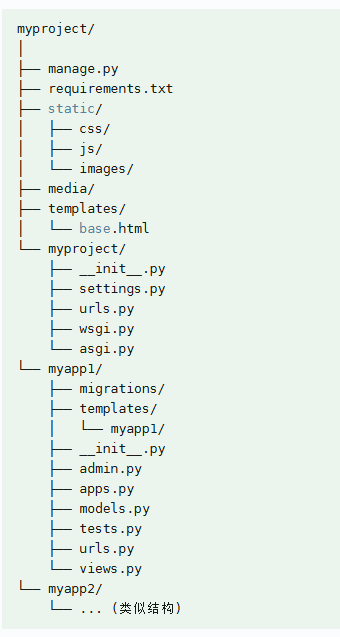 myproject/
│
├── manage.py
├── requirements.txt
├── static/
│   ├── css/
│   ├── js/
│   └── images/
├── media/
├── templates/
│   └── base.html
└── myproject/
    ├── __init__.py
    ├── settings.py
    ├── urls.py
    ├── wsgi.py
    └── asgi.py
└── myapp1/
    ├── migrations/
    ├── templates/
    │   └── myapp1/
    ├── __init__.py
    ├── admin.py
    ├── apps.py
    ├── models.py
    ├── tests.py
    ├── urls.py
    └── views.py
└── myapp2/
    └── ... (类似结构)